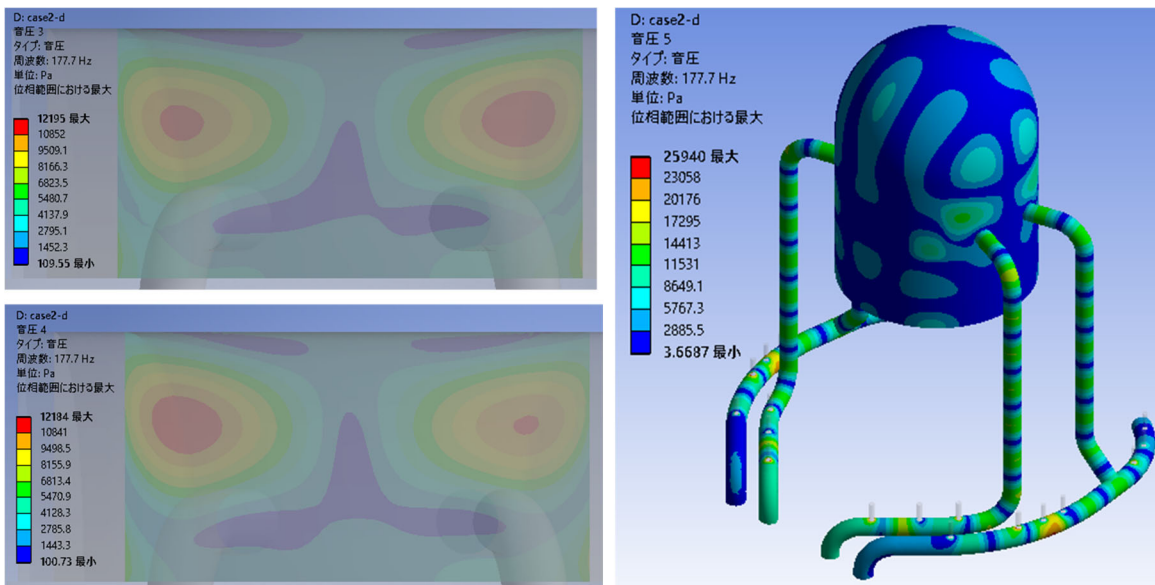 D: case2-d
音圧 3
タイプ: 音圧
周波数: 177.7 Hz
単位: Pa
位相範囲における最大
12195 最大
10852
9509.1
8166.3
6823.5
5480.7
4137.9
2795.1
1452.3
109.55 最小
D: case2-d
音圧 4
タイプ: 音圧
周波数: 177.7 Hz
単位: Pa
位相範囲における最大
12184 最大
10841
9498.5
8155.9
6813.4
5470.9
4128.3
2785.8
1443.3
100.73 最小
D: case2-d
音圧 5
タイプ: 音圧
周波数: 177.7 Hz
単位: Pa
位相範囲における最大
25940 最大
23058
20176
17295
14413
11531
8649.1
5767.3
2885.5
3.6687 最小